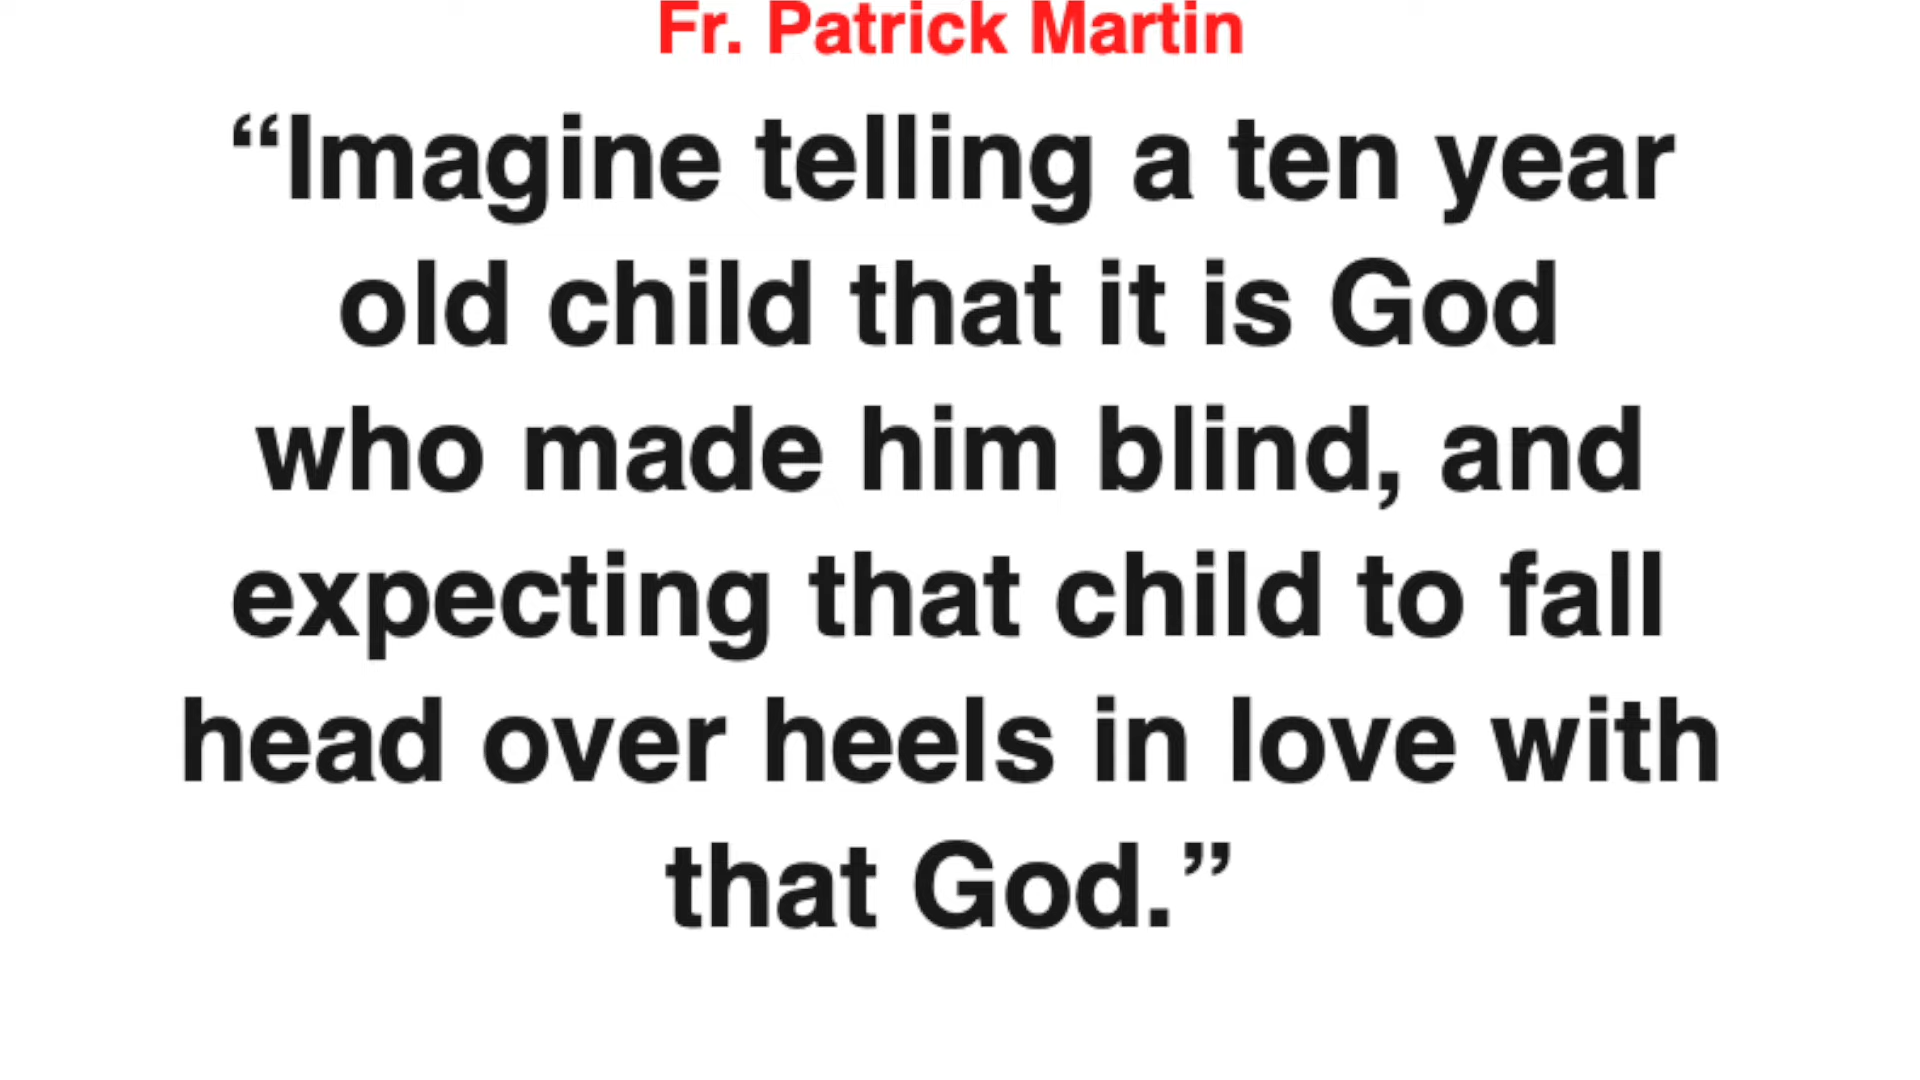 Fr. Patrick Martin
“Imagine telling a ten year
old child that it is God
who made him blind, and
expecting that child to fall
head over heels in love with
that God.”